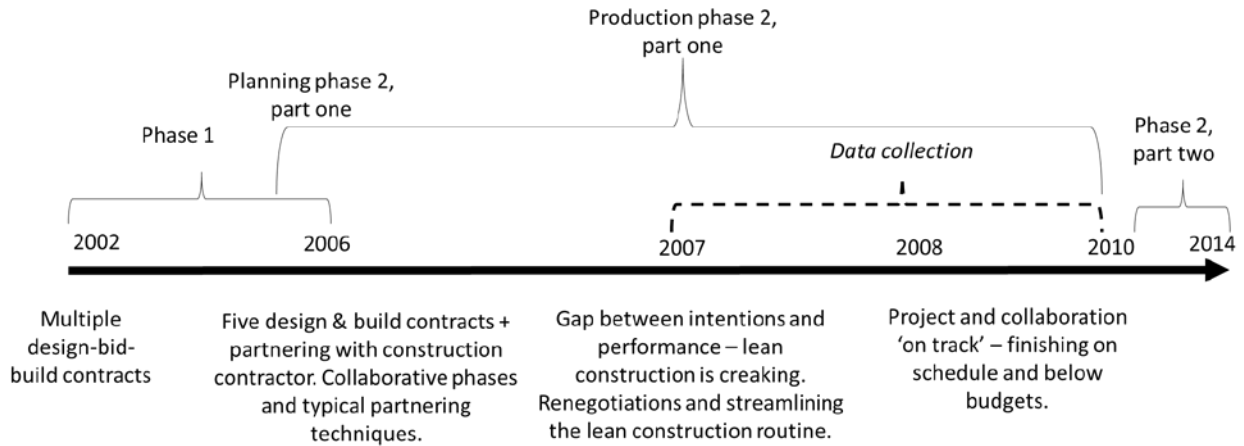 Production phase 2,
part one
Planning phase 2,
part one
Phase 1
Data collection
Phase 2,
part two
2002
2006
2007
2008
2010
2014
Multiple
design-bid-
build contracts
Five design & build contracts +
partnering with construction
contractor. Collaborative phases
and typical partnering
techniques.
Gap between intentions and
performance – lean
construction is creaking.
Renegotiations and streamlining
the lean construction routine.
Project and collaboration
‘on track’ – finishing on
schedule and below
budgets.